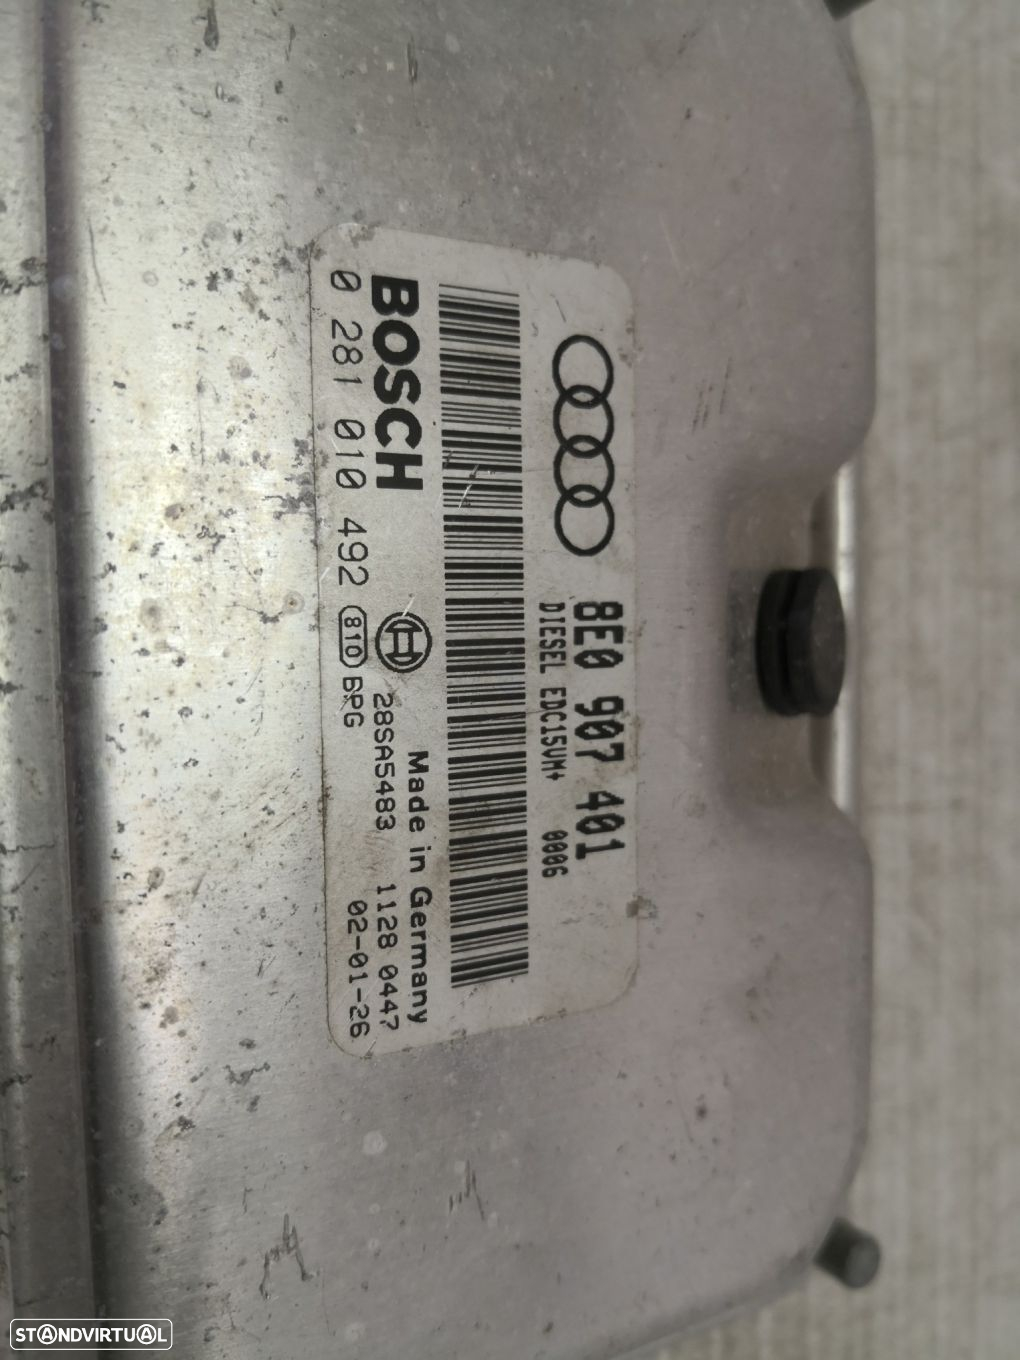 8E0 907 401
DIESEL EDC15VM+ 0006
Made in Germany
BOSCH
28SA5483 1128 0447
0 281 010 492 810 BPG 02-01-26
STANDVIRTUAL